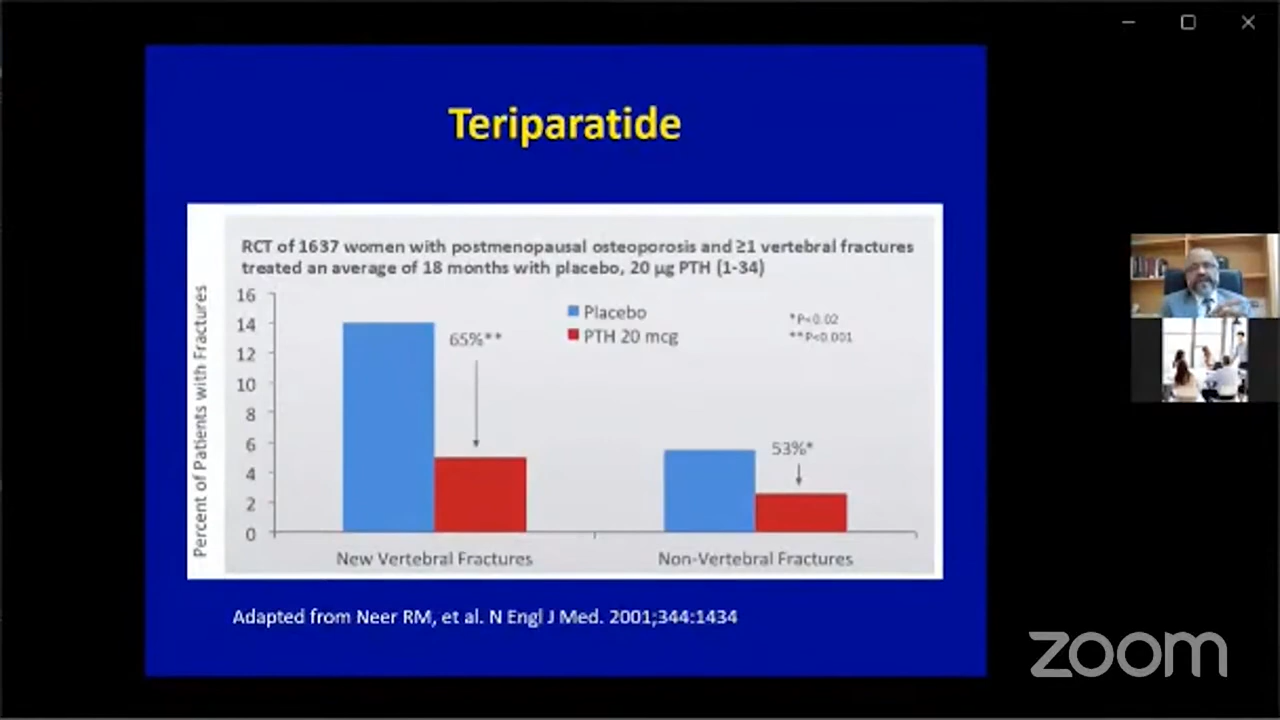 Teriparatide
RCT of 1637 women with postmenopausal osteoporosis and ≥1 vertebral fractures
treated an average of 18 months with placebo, 20 µg PTH (1-34)
Percent of Patients with Fractures
16
14
12
10
8
6
4
2
0
Placebo
PTH 20 mcg
*P<0.02
**P<0.001
65%**
53%*
New Vertebral Fractures
Non-Vertebral Fractures
Adapted from Neer RM, et al. N Engl J Med. 2001;344:1434
zoom